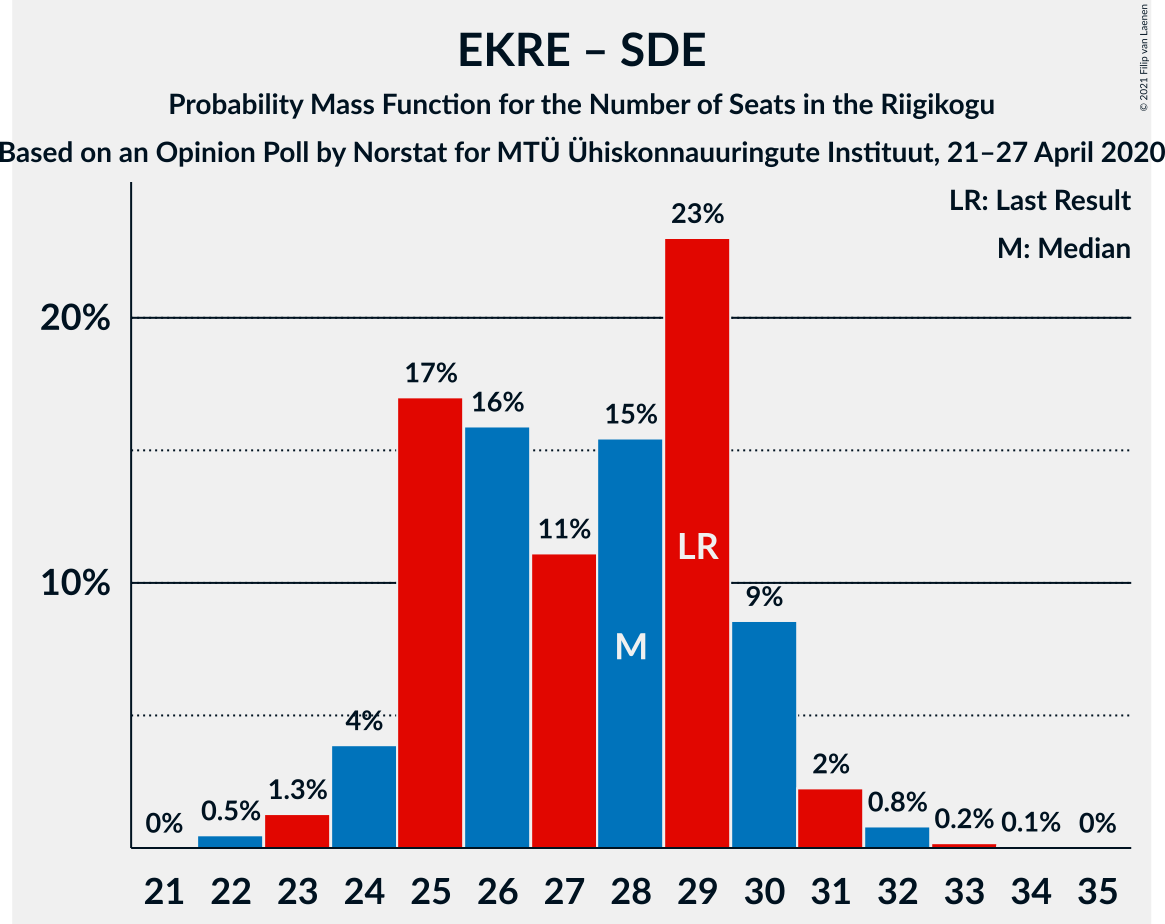 EKRE – SDE
Probability Mass Function for the Number of Seats in the Riigikogu
Based on an Opinion Poll by Norstat for MTÜ Ühiskonnauuringute Instituut, 21–27 April 2020
© 2021 Filip van Laenen
LR: Last Result
M: Median
20%
10%
0%
0.5%
1.3%
4%
17%
16%
11%
15%
23%
9%
2%
0.8%
0.2%
0.1%
0%
LR
M
21 22 23 24 25 26 27 28 29 30 31 32 33 34 35